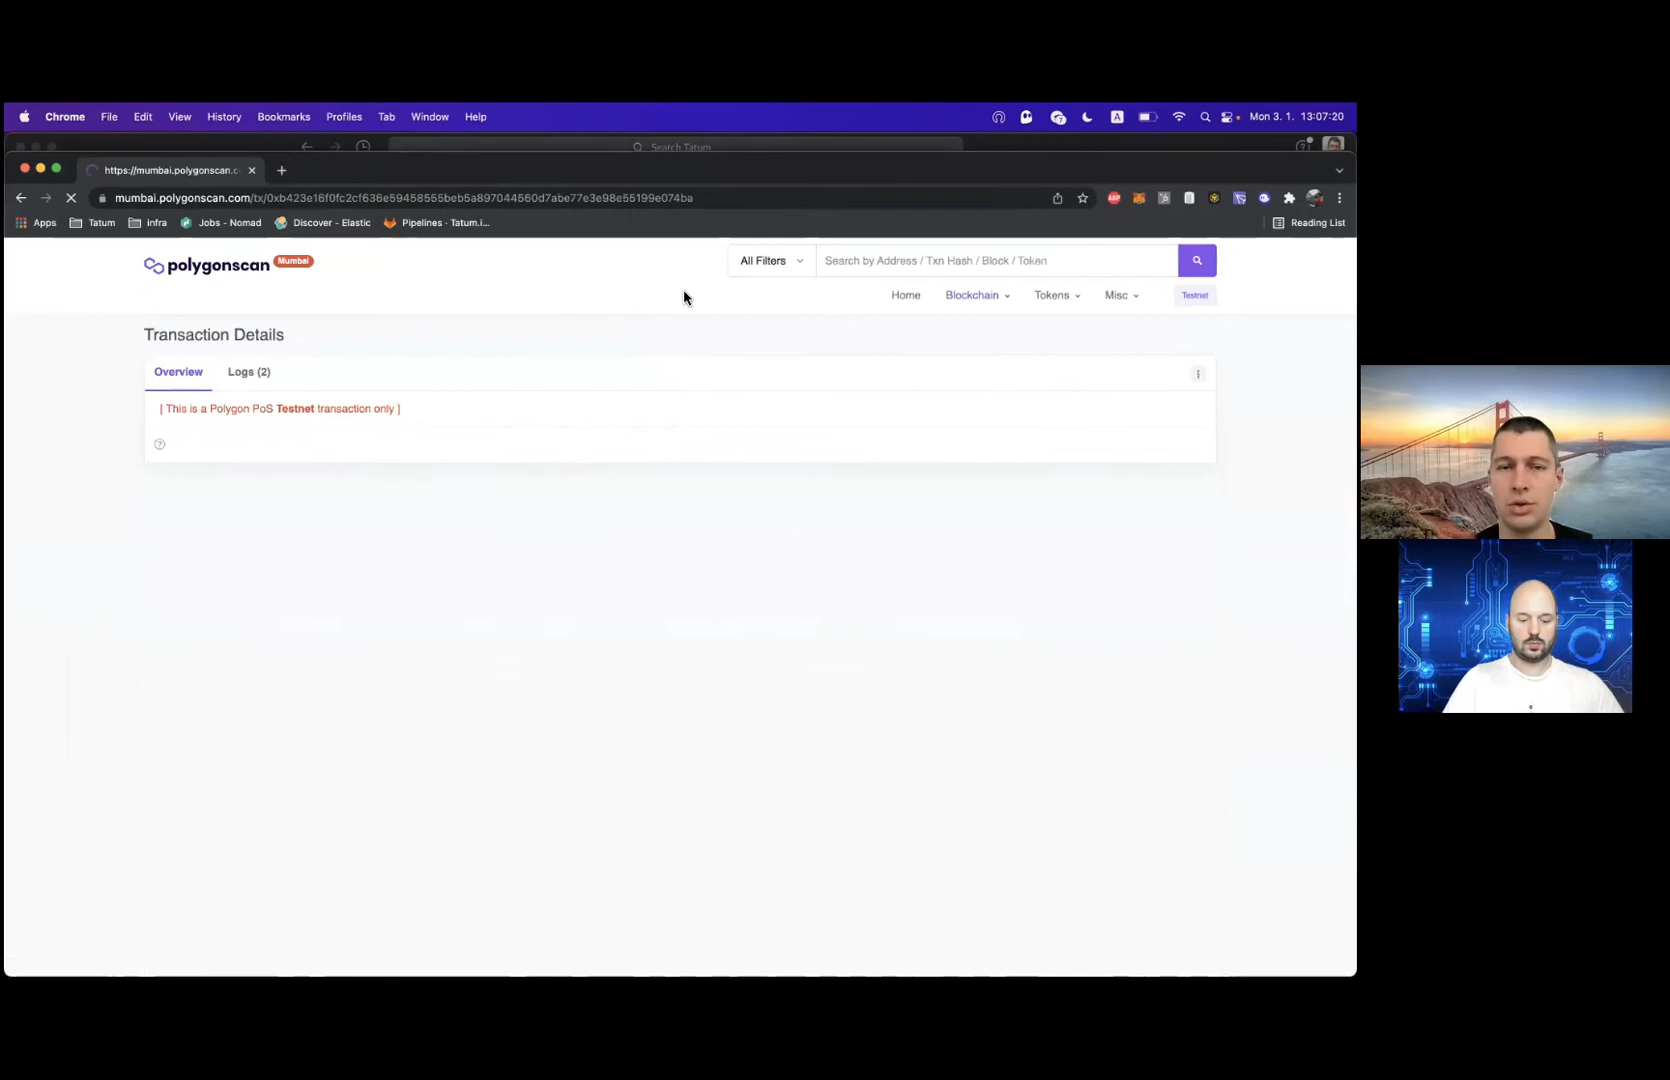 Chrome File Edit View History Bookmarks Profiles Tab Window Help A Mon 3. 1. 13:07:20
Search Tatum
https://mumbai.polygonscan.c
mumbai.polygonscan.com/tx/0xb423e16f0fc2cf636e59458555beb5a897044560d7abe77e3e98e55199e074ba
Apps Tatum infra Jobs - Nomad Discover - Elastic Pipelines - Tatum.i... Reading List
polygonscan Mumbai All Filters Search by Address / Txn Hash / Block / Token
Home Blockchain Tokens Misc Testnet
Transaction Details
Overview Logs (2)
[ This is a Polygon PoS Testnet transaction only ]